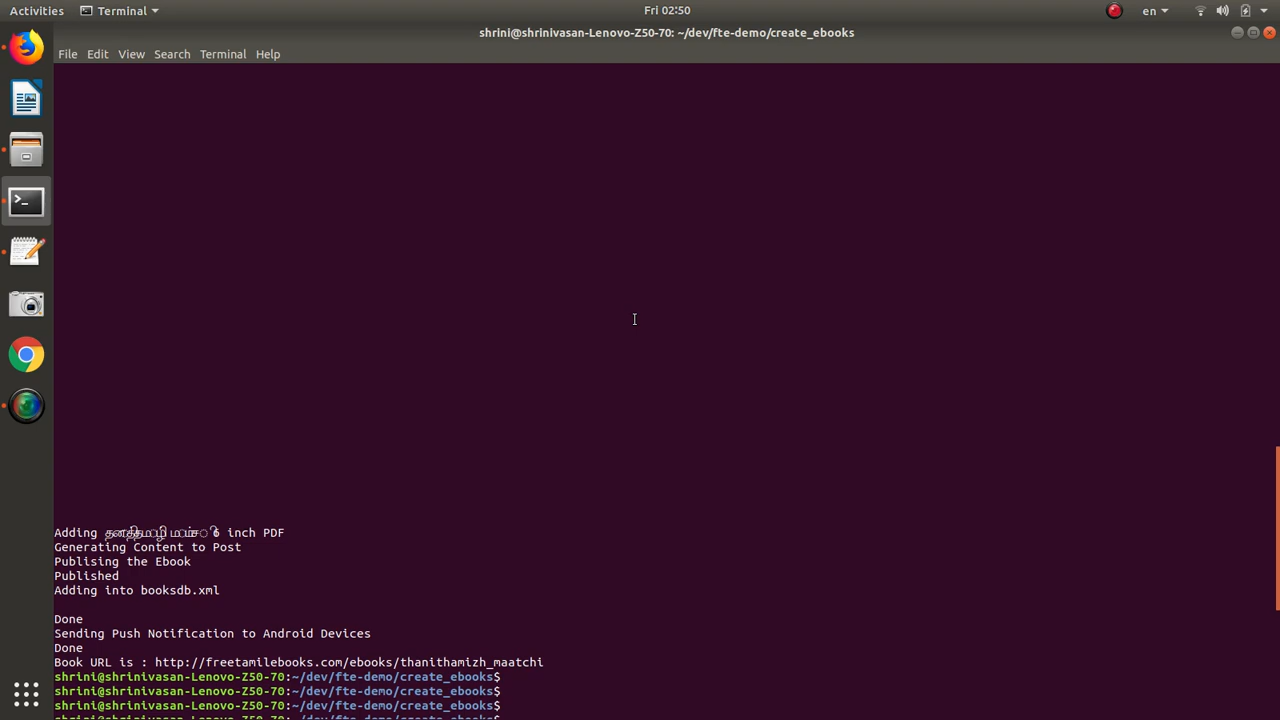 Activities Terminal Fri 02:50 en
shrini@shrinivasan-Lenovo-Z50-70: ~/dev/fte-demo/create_ebooks
File Edit View Search Terminal Help
Adding 6 inch PDF
Generating Content to Post
Publising the Ebook
Published
Adding into booksdb.xml
Done
Sending Push Notification to Android Devices
Done
Book URL is : http://freetamilebooks.com/ebooks/thanithamizh_maatchi
shrini@shrinivasan-Lenovo-Z50-70:~/dev/fte-demo/create_ebooks$
shrini@shrinivasan-Lenovo-Z50-70:~/dev/fte-demo/create_ebooks$
shrini@shrinivasan-Lenovo-Z50-70:~/dev/fte-demo/create_ebooks$